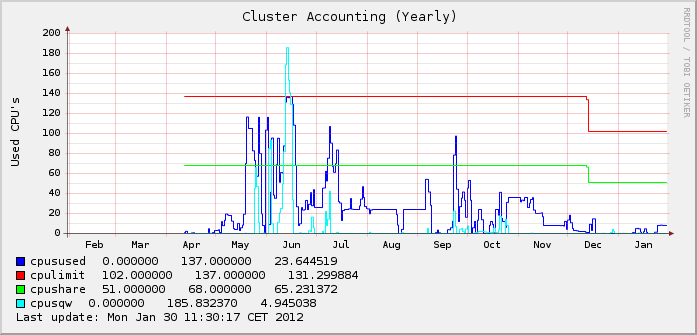 Cluster Accounting (Yearly)
RRDTOOL / TOBI OETIKER
Used CPU's
200
180
160
140
120
100
80
60
40
20
0
Feb Mar Apr May Jun Jul Aug Sep Oct Nov Dec Jan
cpusused 0.000000 137.000000 23.644519
cpulimit 102.000000 137.000000 131.299884
cpushare 51.000000 68.000000 65.231372
cpusqw 0.000000 185.832370 4.945038
Last update: Mon Jan 30 11:30:17 CET 2012